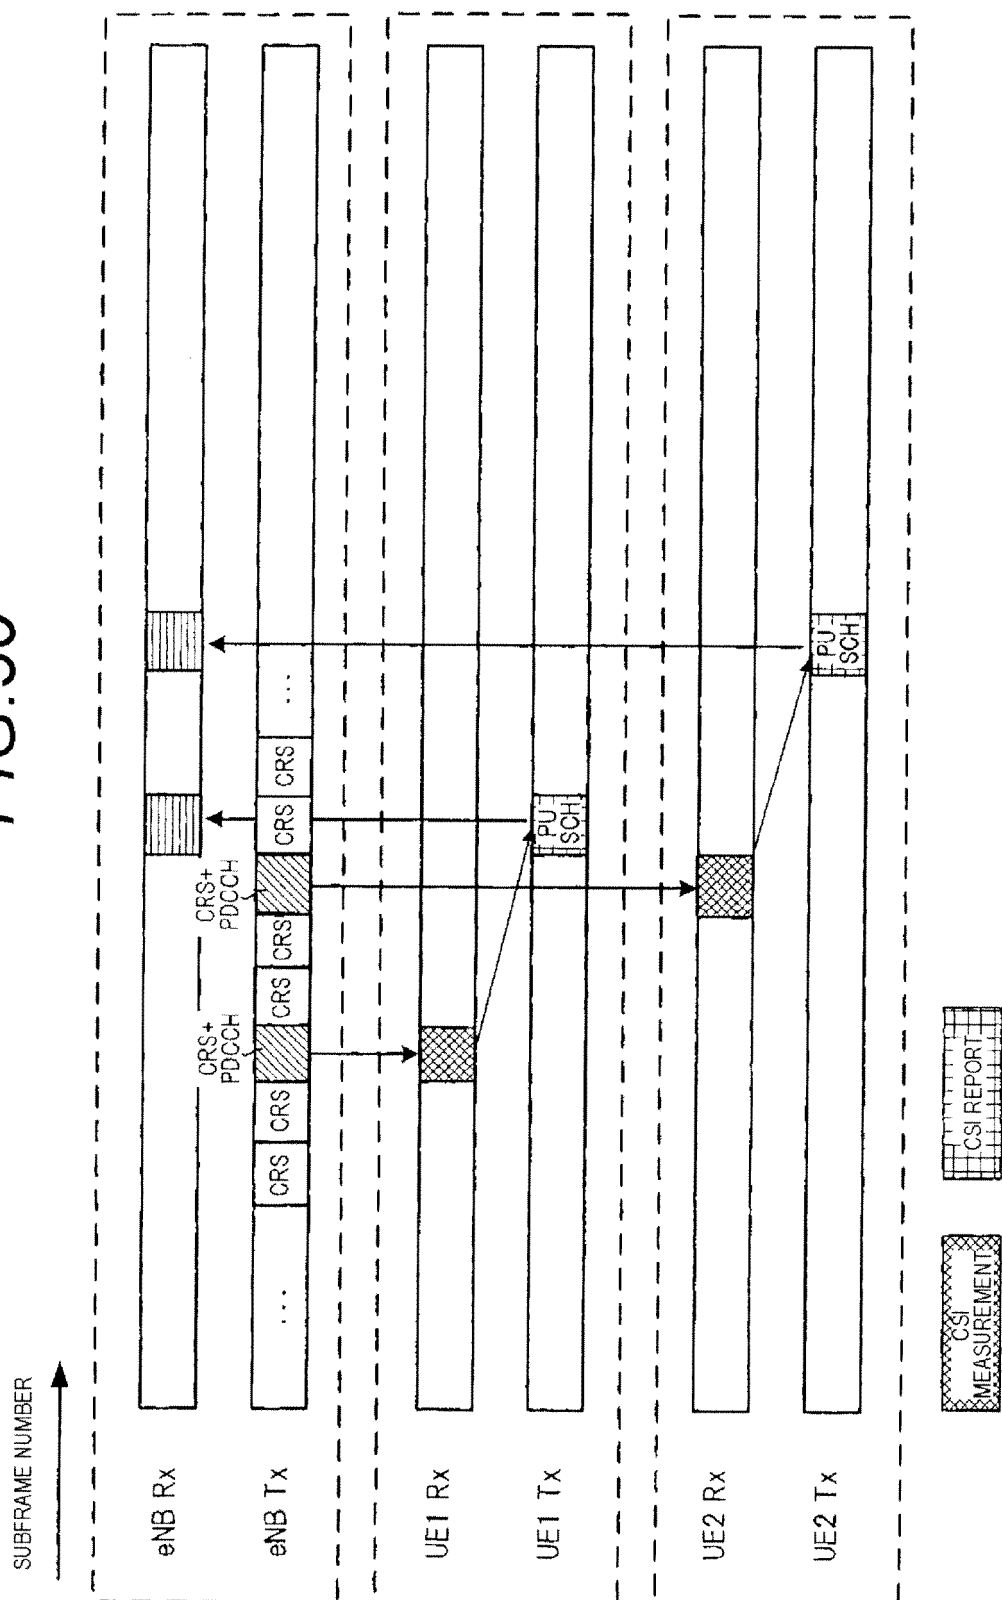 SUBFRAME NUMBER
eNB Rx
eNB Tx
...
CRS
CRS
CRS+
PDCCH
CRS
CRS
CRS+
PDCCH
CRS
CRS
...
UE1 Rx
UE1 Tx
PU
SCH
UE2 Rx
UE2 Tx
PU
SCH
CSI
MEASUREMENT
CSI REPORT